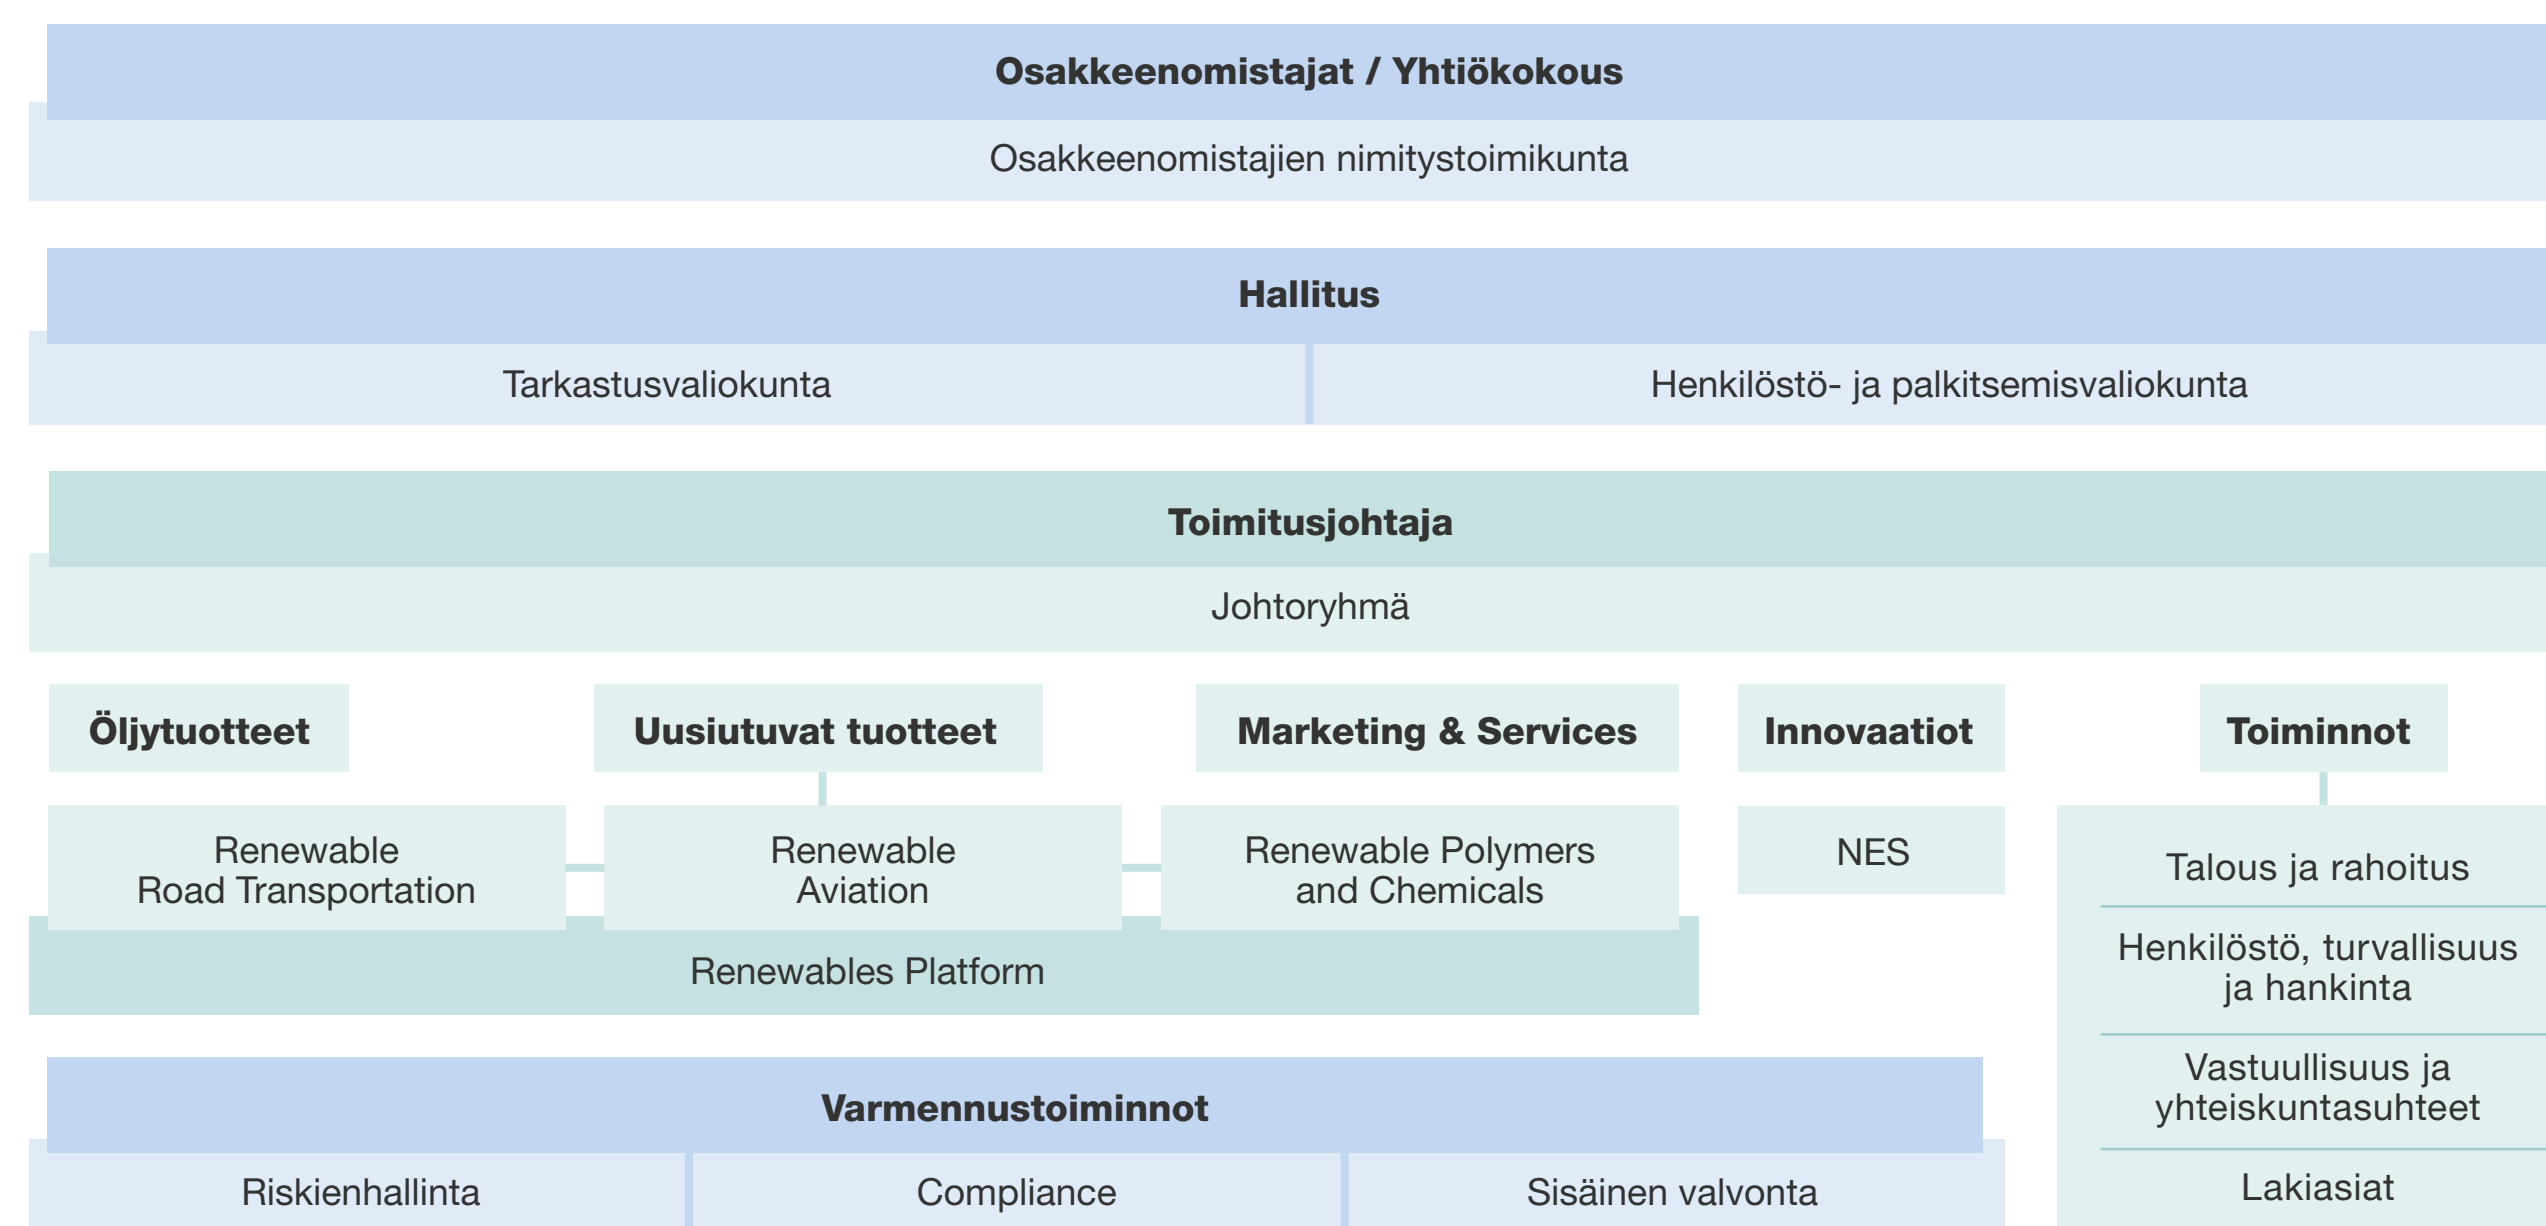 Osakkeenomistajat / Yhtiökokous
Osakkeenomistajien nimitystoimikunta
Hallitus
Tarkastusvaliokunta
Henkilöstö- ja palkitsemisvaliokunta
Toimitusjohtaja
Johtoryhmä
Öljytuotteet
Uusiutuvat tuotteet
Marketing & Services
Innovaatiot
Toiminnot
Renewable
Road Transportation
Renewable
Aviation
Renewable Polymers
and Chemicals
NES
Renewables Platform
Talous ja rahoitus
Henkilöstö, turvallisuus
ja hankinta
Vastuullisuus ja
yhteiskuntasuhteet
Lakiasiat
Varmennustoiminnot
Riskienhallinta
Compliance
Sisäinen valvonta